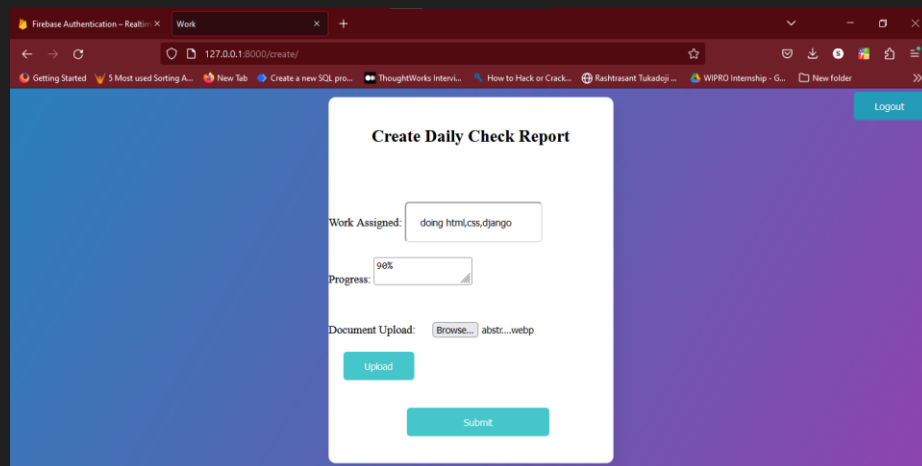 Firebase Authentication – Realtim
Work
127.0.0.1:8000/create/
Getting Started
5 Most used Sorting A...
New Tab
Create a new SQL pro...
ThoughtWorks Intervi...
How to Hack or Crack...
Rashtrasant Tukadoji ...
WIPRO Internship - G...
New folder
Logout
Create Daily Check Report
Work Assigned: doing html,css,django
Progress: 90%
Document Upload: Browse... abstr....webp
Upload
Submit